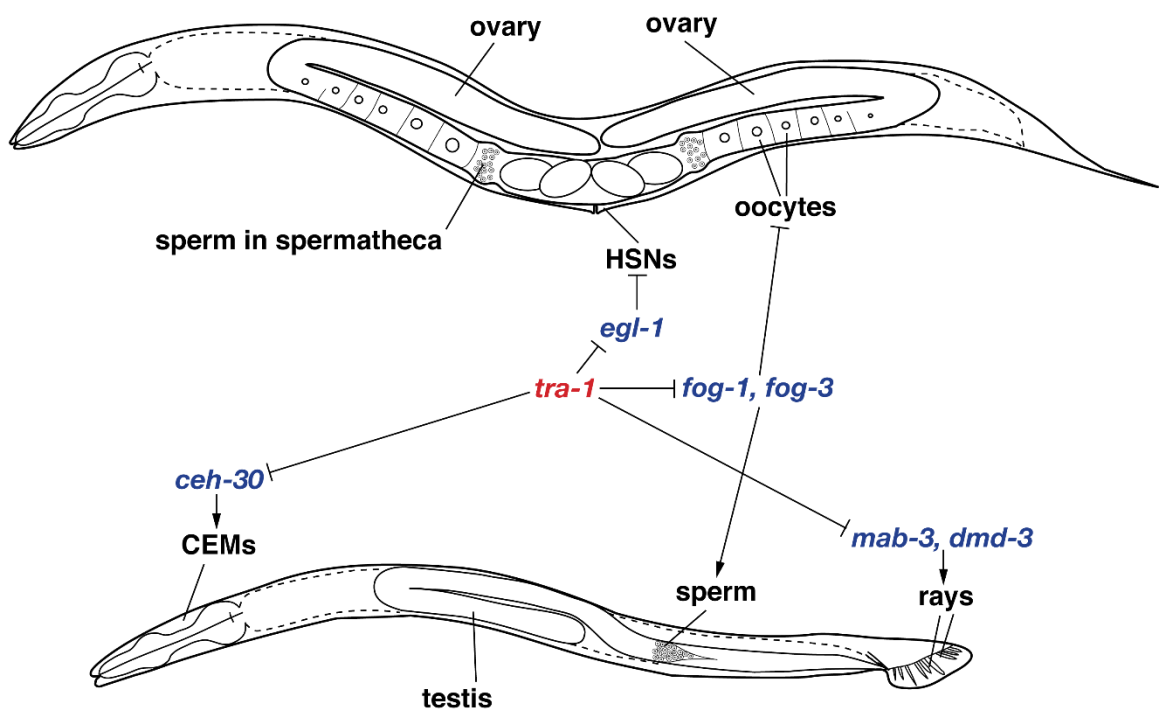 ovary
ovary
oocytes
sperm in spermatheca
HSNs
egl-1
tra-1
fog-1, fog-3
ceh-30
mab-3, dmd-3
CEMs
sperm
rays
testis